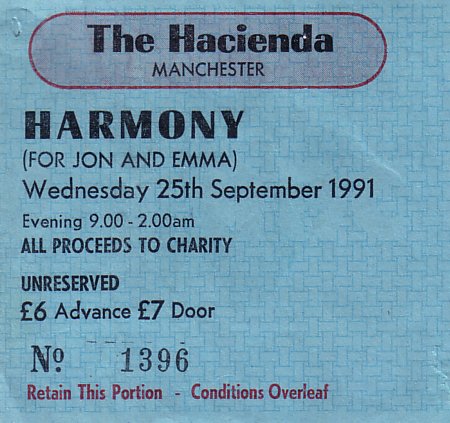 The Hacienda
MANCHESTER
HARMONY
(FOR JON AND EMMA)
Wednesday 25th September 1991
Evening 9.00 - 2.00am
ALL PROCEEDS TO CHARITY
UNRESERVED
£6 Advance £7 Door
Nº 1396
Retain This Portion - Conditions Overleaf